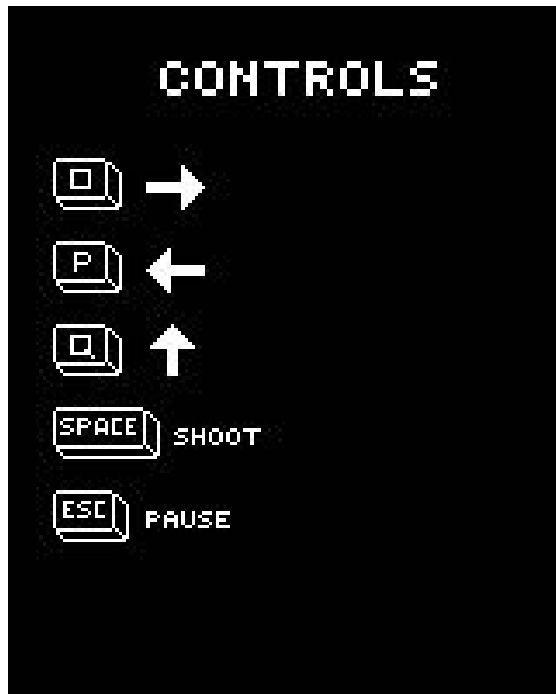 CONTROLS
O →
P ←
Q ↑
SPACE SHOOT
ESC PAUSE